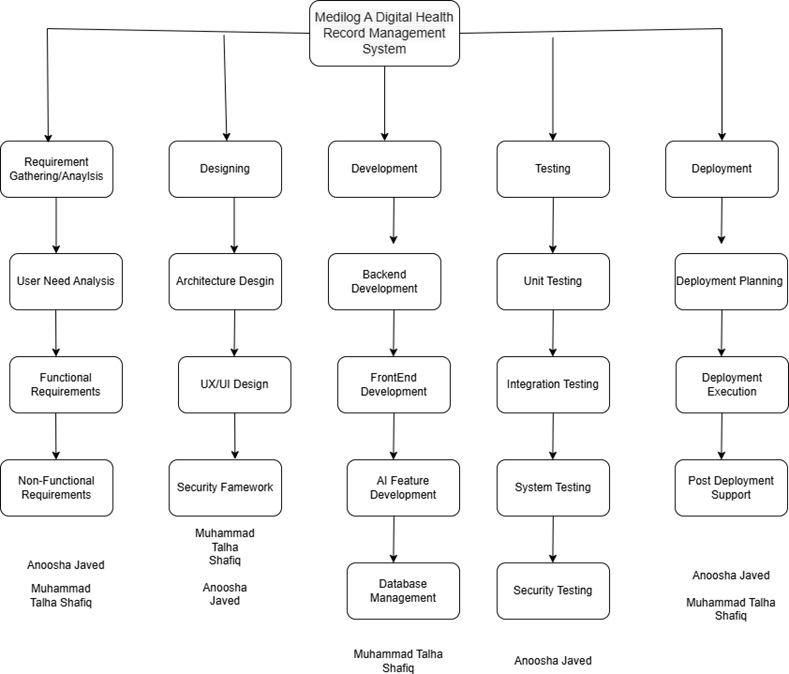 Medilog A Digital Health
Record Management
System
Requirement
Gathering/Anaylsis
Designing
Development
Testing
Deployment
User Need Analysis
Architecture Desgin
Backend
Development
Unit Testing
Deployment Planning
Functional
Requirements
UX/UI Design
FrontEnd
Development
Integration Testing
Deployment
Execution
Non-Functional
Requirements
Security Famework
AI Feature
Development
System Testing
Post Deployment
Support
Database
Management
Security Testing
Anoosha Javed
Muhammad
Talha Shafiq
Muhammad
Talha
Shafiq
Anoosha
Javed
Muhammad Talha
Shafiq
Anoosha Javed
Anoosha Javed
Muhammad Talha
Shafiq